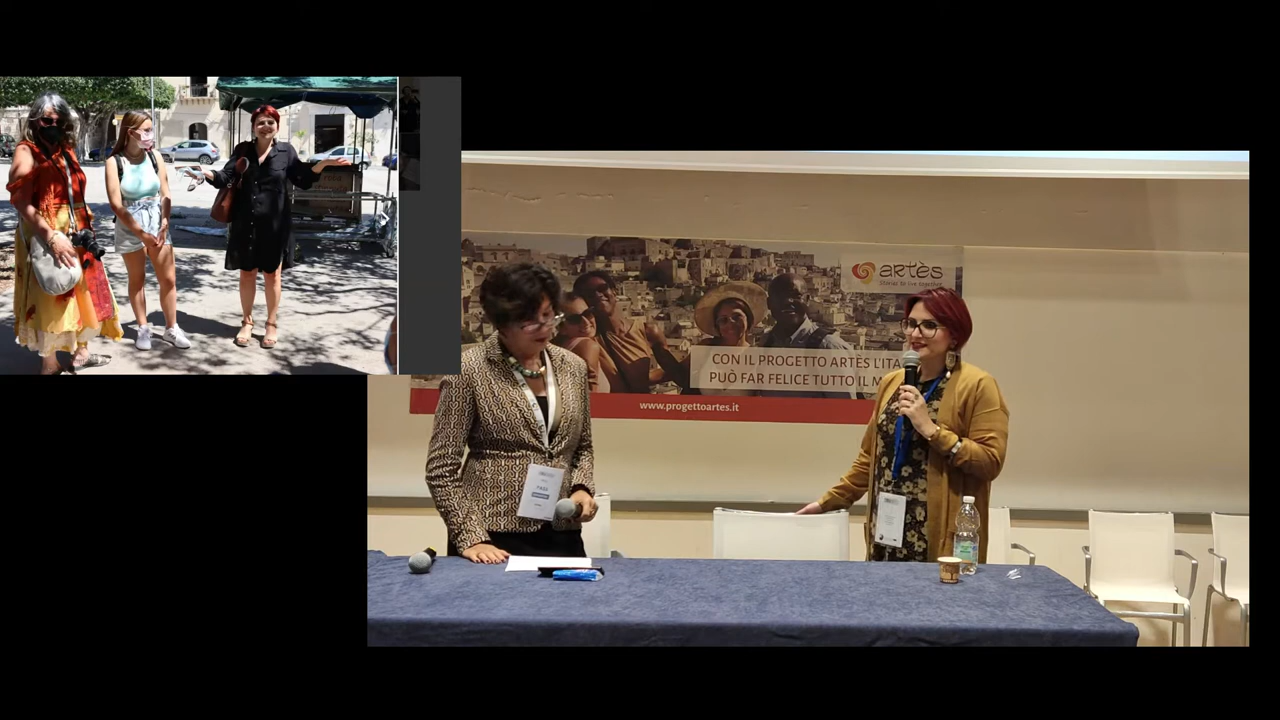 artès
Stories to live together
CON IL PROGETTO ARTÈS L'ITA
PUÒ FAR FELICE TUTTO IL M
www.progettoartes.it